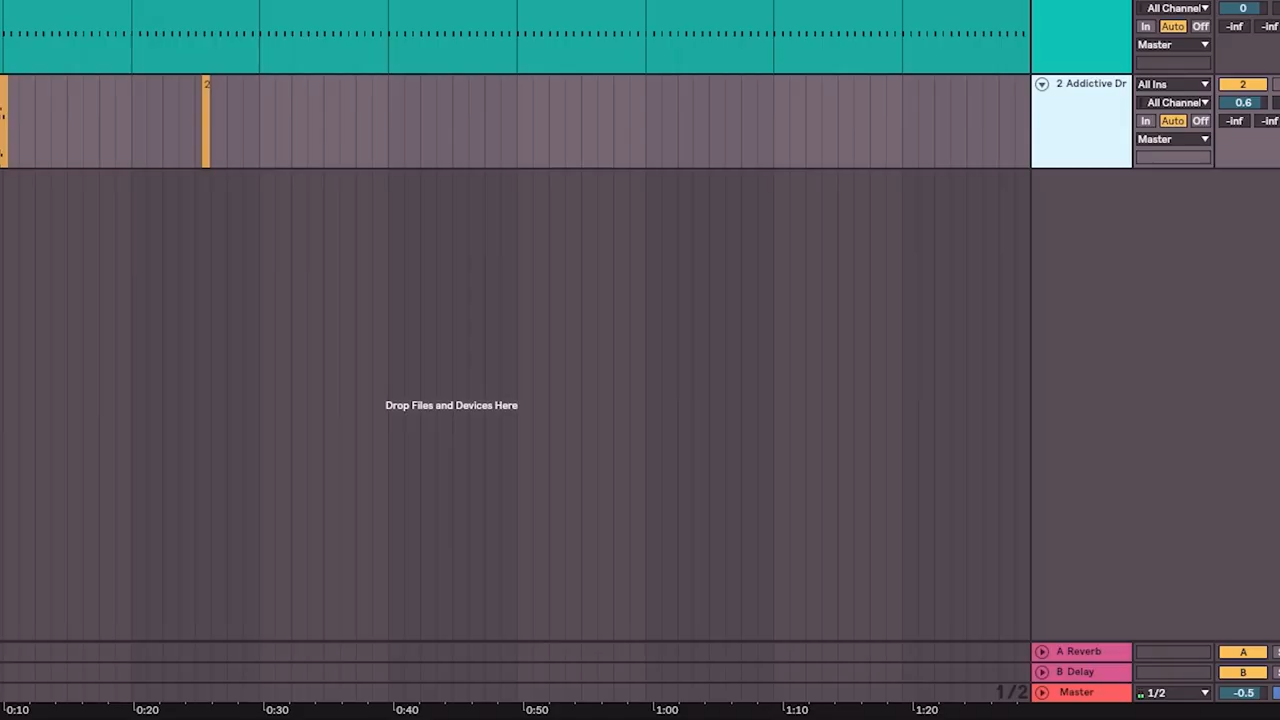 All Channel▾ 0
In Auto Off -inf -inf
Master
2 2 Addictive Dr All Ins 2
All Channel▾ 0.6
In Auto Off -inf -inf
Master
Drop Files and Devices Here
A Reverb A
B Delay B
1/2 Master 1/2 -0.5
0:10 0:20 0:30 0:40 0:50 1:00 1:10 1:20